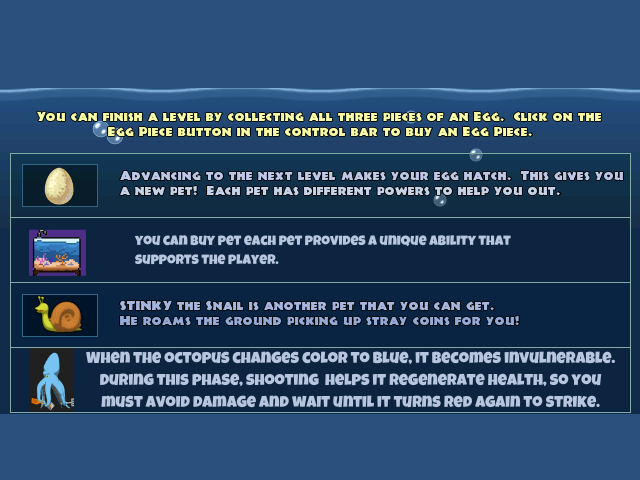 You can finish a level by collecting all three pieces of an Egg. Click on the
Egg Piece button in the control bar to buy an Egg Piece.
Advancing to the next level makes your egg hatch. This gives you
a new pet! Each pet has different powers to help you out.
You can buy pet each pet provides a unique ability that
supports the player.
STINKY the Snail is another pet that you can get.
He roams the ground picking up stray coins for you!
When the octopus changes color to blue, it becomes invulnerable.
During this phase, shooting helps it regenerate health, so you
must avoid damage and wait until it turns red again to strike.